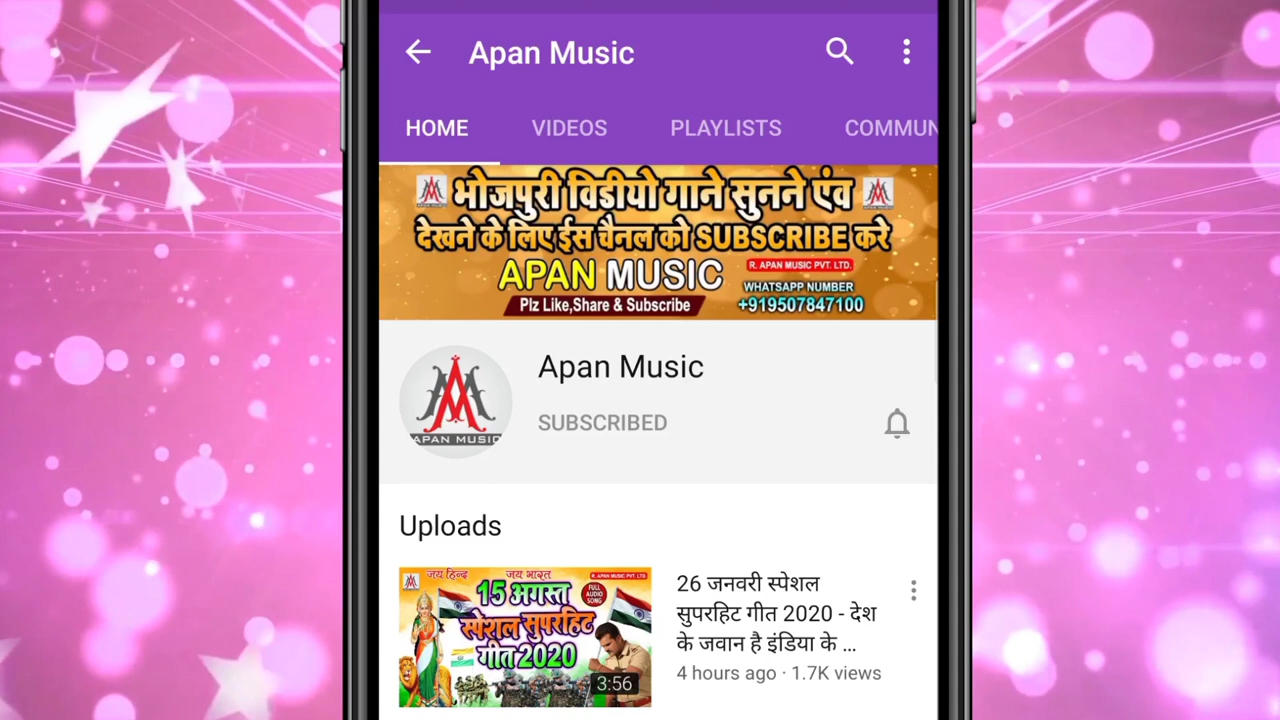 Apan Music
HOME VIDEOS PLAYLISTS COMMUN
भोजपुरी विडीयो गाने सुनने एंव
देखने के लिए ईस चैनल को SUBSCRIBE करे
APAN MUSIC
R. APAN MUSIC PVT. LTD.
WHATSAPP NUMBER
+919507847100
Plz Like,Share & Subscribe
Apan Music
SUBSCRIBED
APAN MUSIC
Uploads
जय हिन्द जय भारत
R. APAN MUSIC PVT. LTD
15 अगस्त
FULL
AUDIO
SONG
स्पेशल सुपरहिट
गीत 2020
3:56
26 जनवरी स्पेशल
सुपरहिट गीत 2020 - देश
के जवान है इंडिया के ...
4 hours ago · 1.7K views